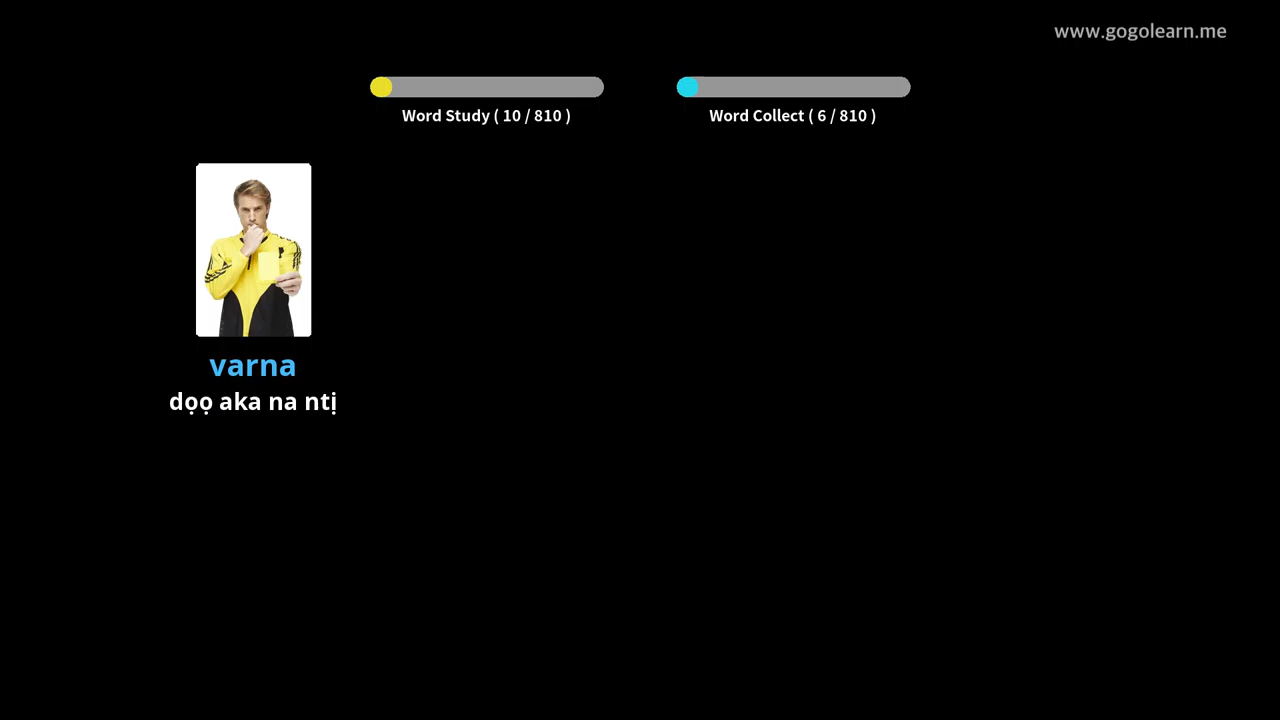 www.gogolearn.me
Word Study ( 10 / 810 )
Word Collect ( 6 / 810 )
varna
dọọ aka na ntị